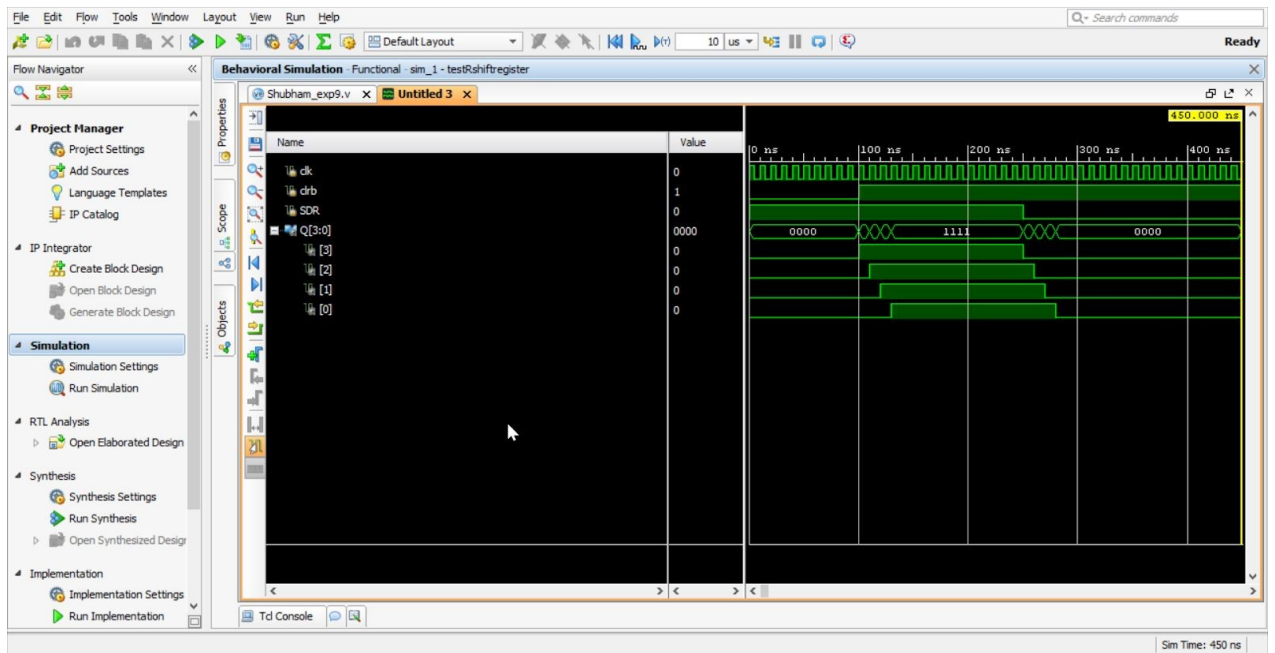 File Edit Flow Tools Window Layout View Run Help
Q- Search commands
Default Layout
10 us
Ready
Flow Navigator
Behavioral Simulation - Functional - sim_1 - testRshiftregister
Shubham_exp9.v
Untitled 3
Project Manager
Project Settings
Add Sources
Language Templates
IP Catalog
IP Integrator
Create Block Design
Open Block Design
Generate Block Design
Simulation
Simulation Settings
Run Simulation
RTL Analysis
Open Elaborated Design
Synthesis
Synthesis Settings
Run Synthesis
Open Synthesized Design
Implementation
Implementation Settings
Run Implementation
Properties
Scope
Objects
Name Value
clk 0
clrb 1
SDR 0
Q[3:0] 0000
[3] 0
[2] 0
[1] 0
[0] 0
450.000 ns
0 ns 100 ns 200 ns 300 ns 400 ns
0000 1111 0000
Tcl Console
Sim Time: 450 ns